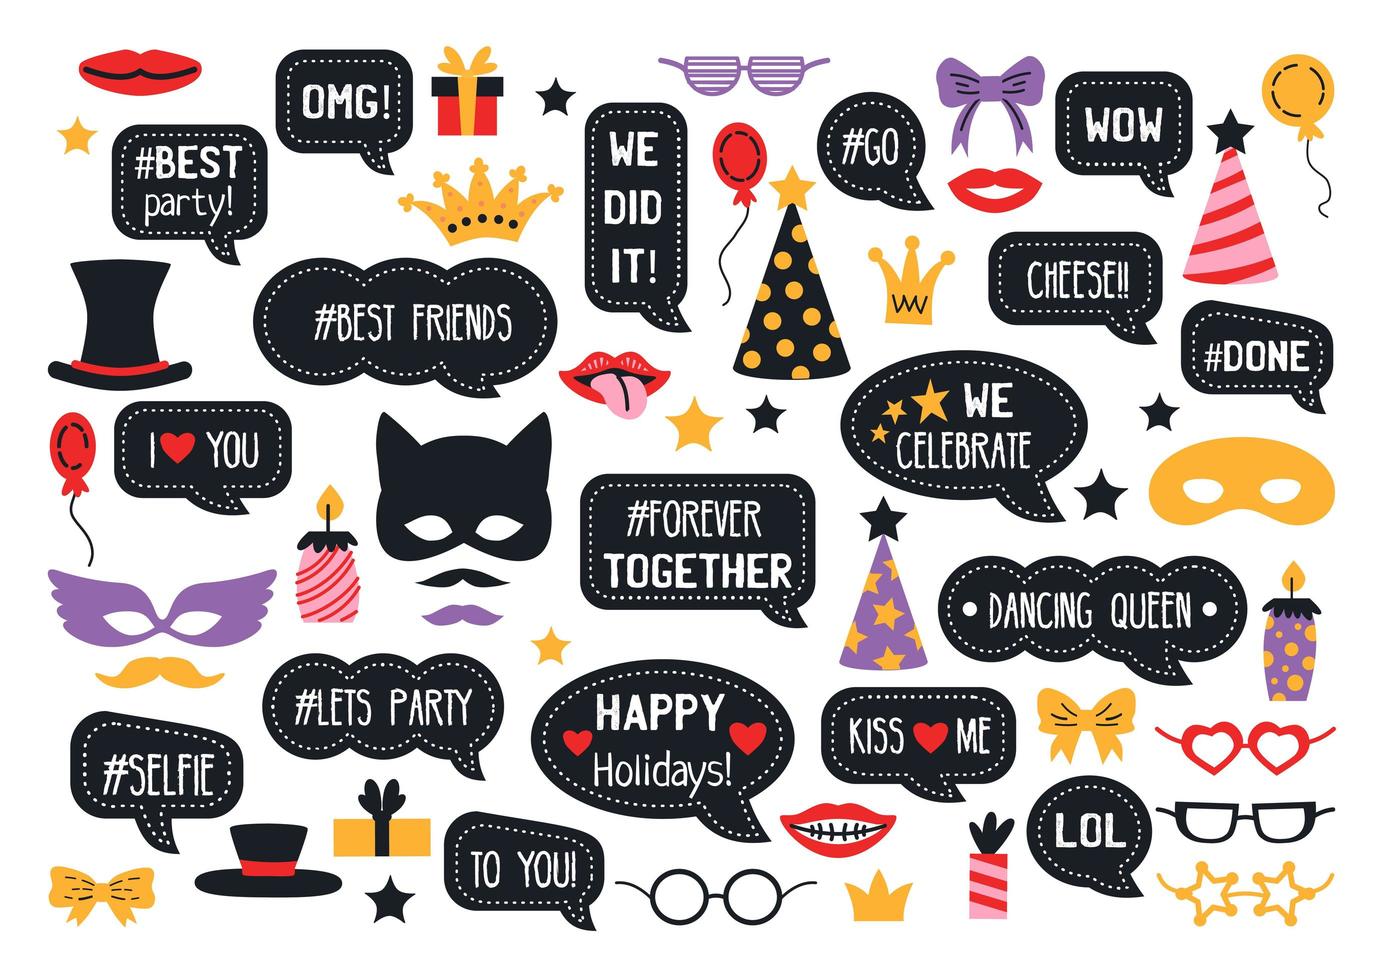 OMG!
#BEST
party!
WE
DID
IT!
#GO
WOW
CHEESE!!
#BEST FRIENDS
#DONE
I YOU
WE
CELEBRATE
#FOREVER
TOGETHER
DANCING QUEEN
#LETS PARTY
HAPPY
Holidays!
KISS ME
#SELFIE
TO YOU!
LOL